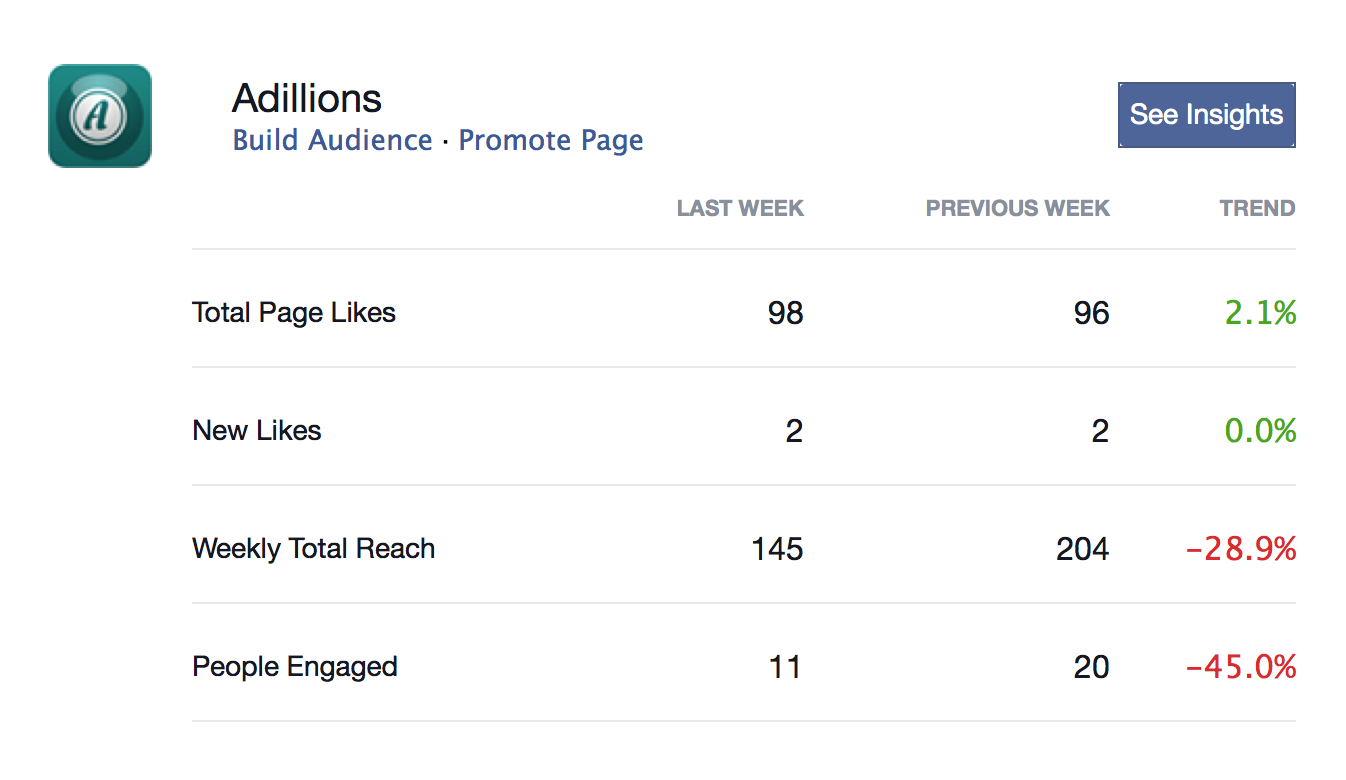 A
Adillions
Build Audience · Promote Page
See Insights
LAST WEEK PREVIOUS WEEK TREND
Total Page Likes 98 96 2.1%
New Likes 2 2 0.0%
Weekly Total Reach 145 204 -28.9%
People Engaged 11 20 -45.0%